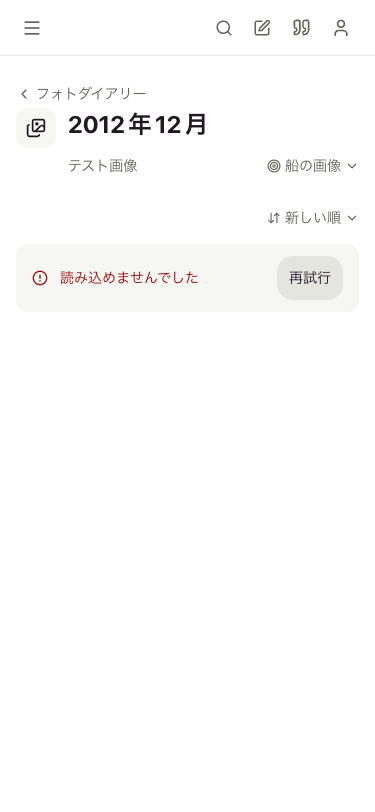 フォトダイアリー
2012年12月
テスト画像
船の画像
新しい順
読み込めませんでした
再試行